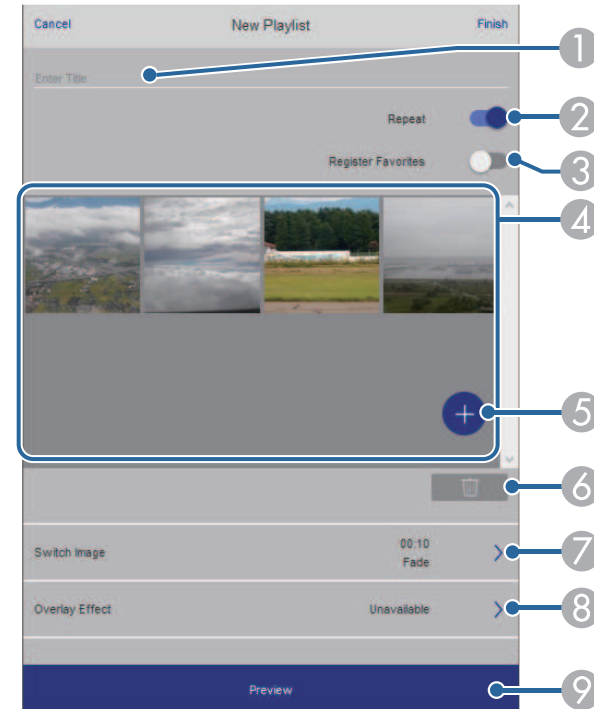 Cancel New Playlist Finish
1
Enter Title
Repeat 2
Register Favorites 3
4
+ 5
6
Switch Image 00:10 7
Fade
Overlay Effect Unavailable 8
Preview 9